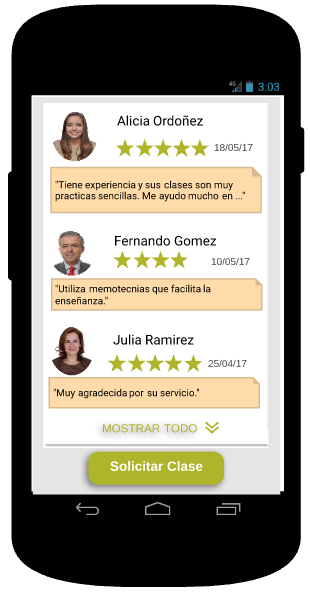 4G 3:03
Alicia Ordoñez
18/05/17
"Tiene experiencia y sus clases son muy
practicas sencillas. Me ayudo mucho en ..."
Fernando Gomez
10/05/17
"Utiliza memotecnias que facilita la
enseñanza."
Julia Ramirez
25/04/17
"Muy agradecida por su servicio."
MOSTRAR TODO
Solicitar Clase